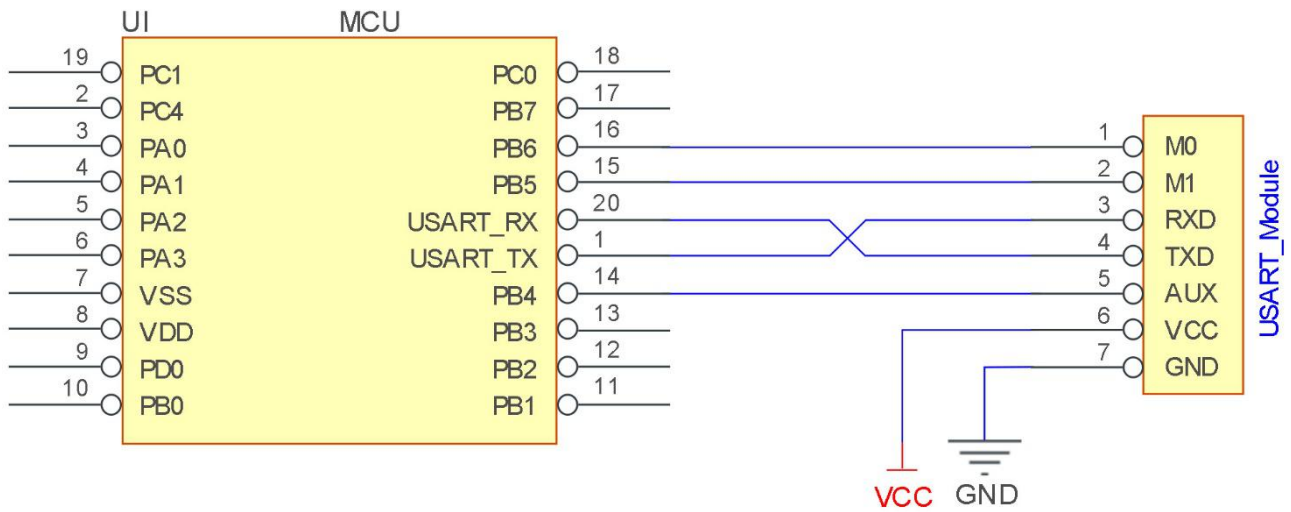 UI MCU
19 PC1 PC0 18
2 PC4 PB7 17
3 PA0 PB6 16
4 PA1 PB5 15
5 PA2 USART_RX 20
6 PA3 USART_TX 1
7 VSS PB4 14
8 VDD PB3 13
9 PD0 PB2 12
10 PB0 PB1 11
1 M0
2 M1
3 RXD
4 TXD
5 AUX
6 VCC
7 GND
USART_Module
VCC GND